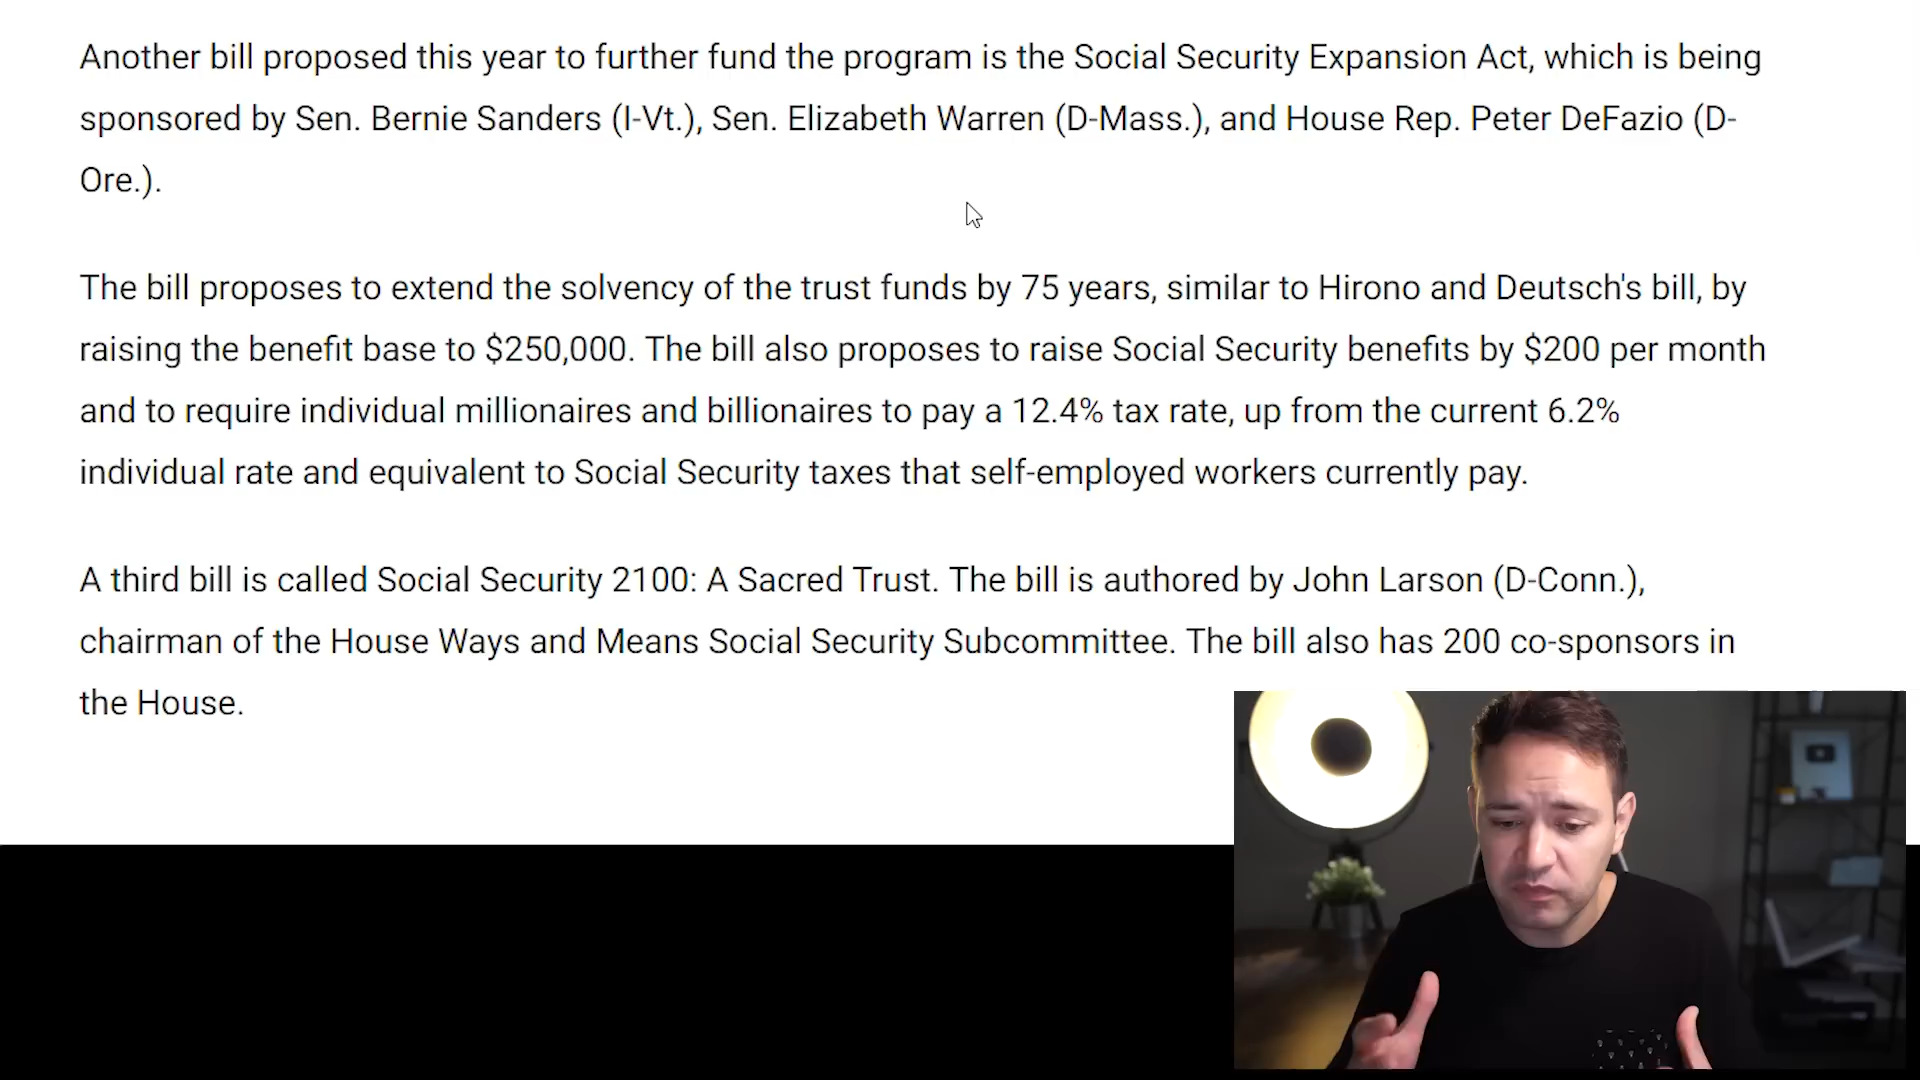 Another bill proposed this year to further fund the program is the Social Security Expansion Act, which is being
sponsored by Sen. Bernie Sanders (I-Vt.), Sen. Elizabeth Warren (D-Mass.), and House Rep. Peter DeFazio (D-
Ore.).
The bill proposes to extend the solvency of the trust funds by 75 years, similar to Hirono and Deutsch's bill, by
raising the benefit base to $250,000. The bill also proposes to raise Social Security benefits by $200 per month
and to require individual millionaires and billionaires to pay a 12.4% tax rate, up from the current 6.2%
individual rate and equivalent to Social Security taxes that self-employed workers currently pay.
A third bill is called Social Security 2100: A Sacred Trust. The bill is authored by John Larson (D-Conn.),
chairman of the House Ways and Means Social Security Subcommittee. The bill also has 200 co-sponsors in
the House.